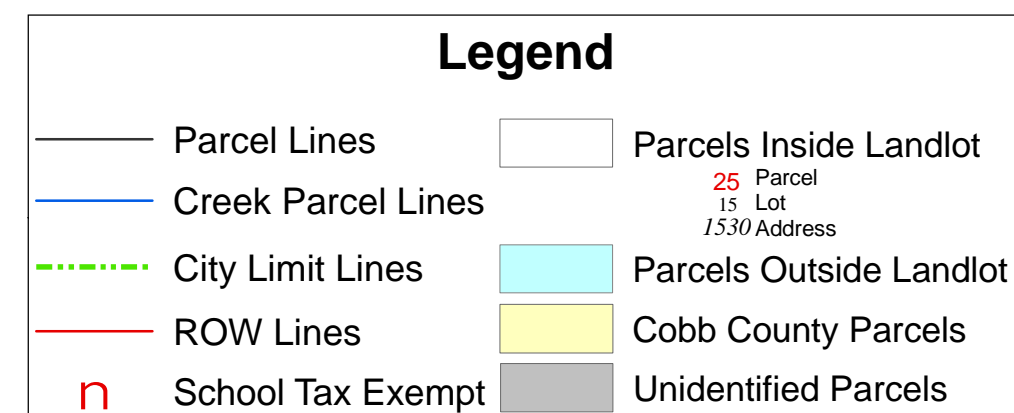 Legend
Parcel Lines
Creek Parcel Lines
City Limit Lines
ROW Lines
n School Tax Exempt
Parcels Inside Landlot
25 Parcel
15 Lot
1530 Address
Parcels Outside Landlot
Cobb County Parcels
Unidentified Parcels